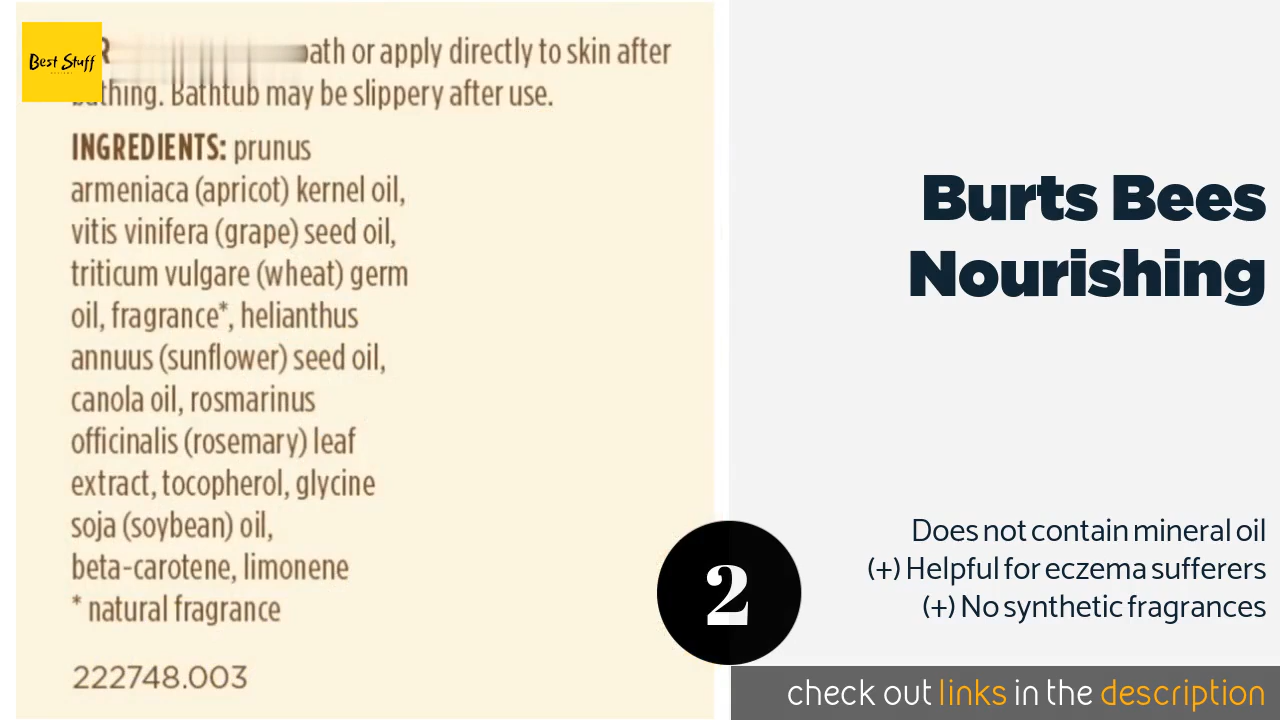 Best Stuff
bath or apply directly to skin after
bathing. Bathtub may be slippery after use.
INGREDIENTS: prunus
armeniaca (apricot) kernel oil,
vitis vinifera (grape) seed oil,
triticum vulgare (wheat) germ
oil, fragrance*, helianthus
annuus (sunflower) seed oil,
canola oil, rosmarinus
officinalis (rosemary) leaf
extract, tocopherol, glycine
soja (soybean) oil,
beta-carotene, limonene
* natural fragrance
222748.003
Burts Bees
Nourishing
2
Does not contain mineral oil
(+) Helpful for eczema sufferers
(+) No synthetic fragrances
check out links in the description